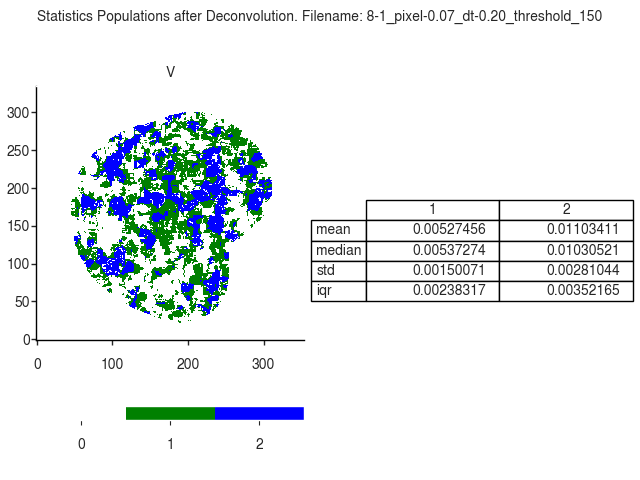 Statistics Populations after Deconvolution. Filename: 8-1_pixel-0.07_dt-0.20_threshold_150
V
300
250
200
150
100
50
0
0 100 200 300
0 1 2
1 2
mean 0.00527456 0.01103411
median 0.00537274 0.01030521
std 0.00150071 0.00281044
iqr 0.00238317 0.00352165